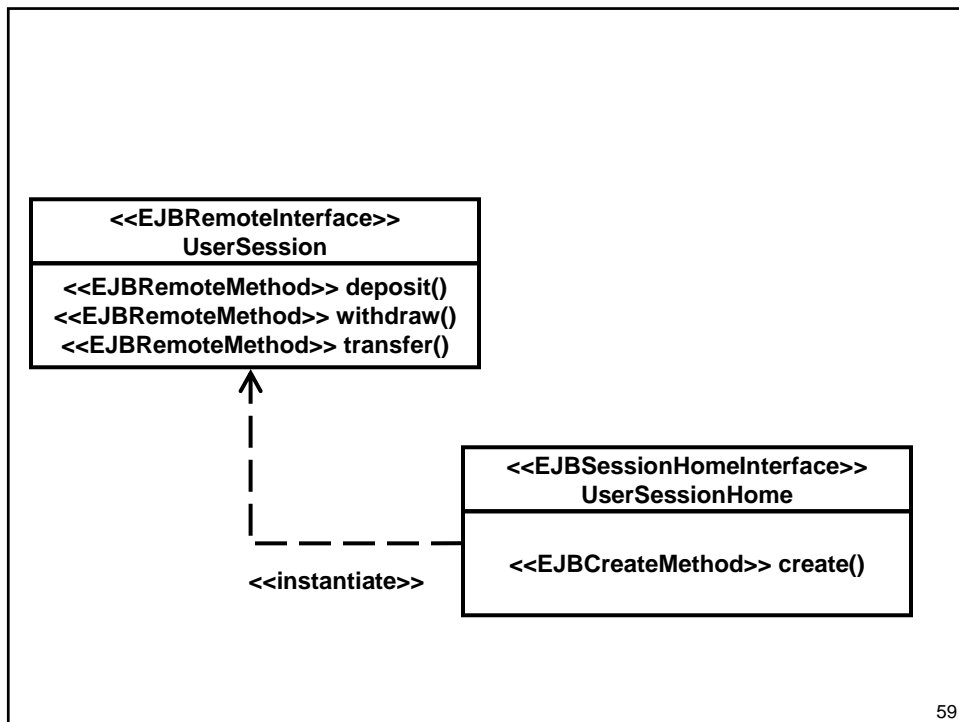 <<EJBRemoteInterface>>
UserSession
<<EJBRemoteMethod>> deposit()
<<EJBRemoteMethod>> withdraw()
<<EJBRemoteMethod>> transfer()
<<EJBSessionHomeInterface>>
UserSessionHome
<<EJBCreateMethod>> create()
<<instantiate>>
59